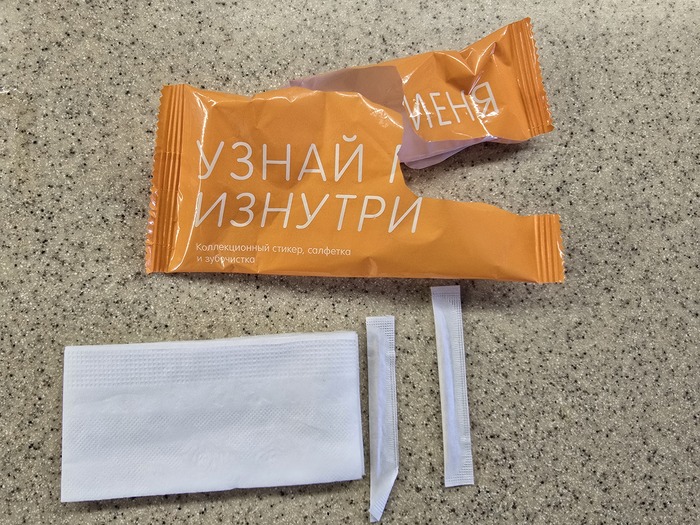 УЗНАЙ М
ИЗНУТРИ
Коллекционный стикер, салфетка
и зубочистка
МЕНЯ